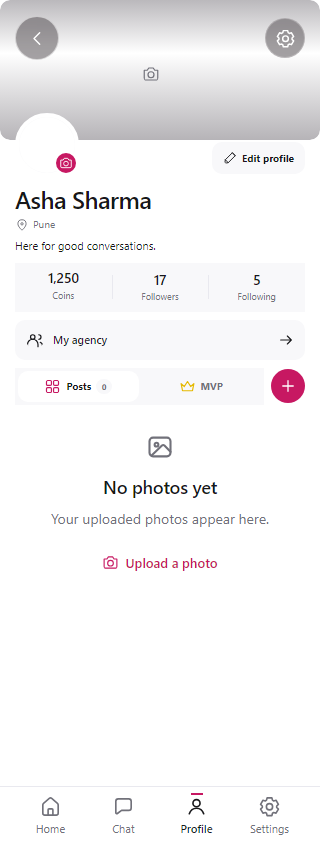 Edit profile
Asha Sharma
Pune
Here for good conversations.
1,250
Coins
17
Followers
5
Following
My agency
Posts 0
MVP
No photos yet
Your uploaded photos appear here.
Upload a photo
Home
Chat
Profile
Settings